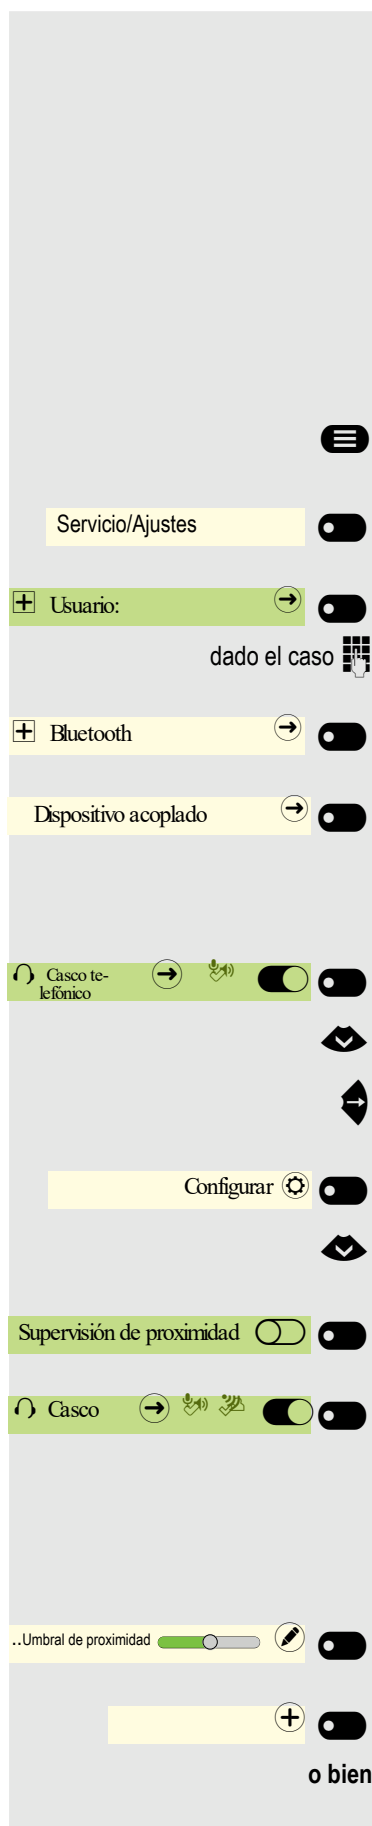 Servicio/Ajustes
Usuario:
dado el caso
Bluetooth
Dispositivo acoplado
Casco te-
lefónico
Configurar
Supervisión de proximidad
Casco
..Umbral de proximidad
o bien